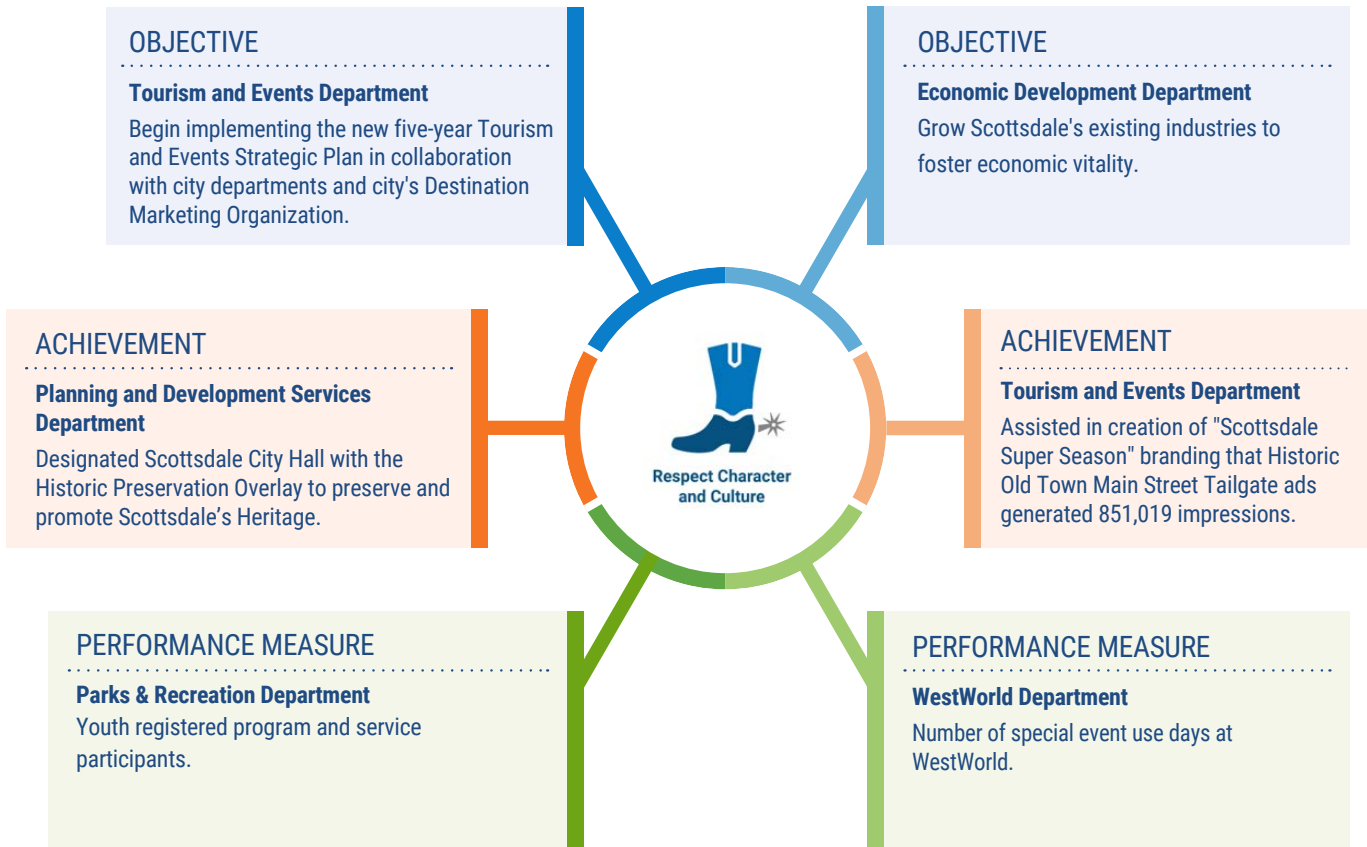 OBJECTIVE
Tourism and Events Department
Begin implementing the new five-year Tourism
and Events Strategic Plan in collaboration
with city departments and city's Destination
Marketing Organization.
OBJECTIVE
Economic Development Department
Grow Scottsdale's existing industries to
foster economic vitality.
ACHIEVEMENT
Planning and Development Services
Department
Designated Scottsdale City Hall with the
Historic Preservation Overlay to preserve and
promote Scottsdale’s Heritage.
Respect Character
and Culture
ACHIEVEMENT
Tourism and Events Department
Assisted in creation of "Scottsdale
Super Season" branding that Historic
Old Town Main Street Tailgate ads
generated 851,019 impressions.
PERFORMANCE MEASURE
Parks & Recreation Department
Youth registered program and service
participants.
PERFORMANCE MEASURE
WestWorld Department
Number of special event use days at
WestWorld.